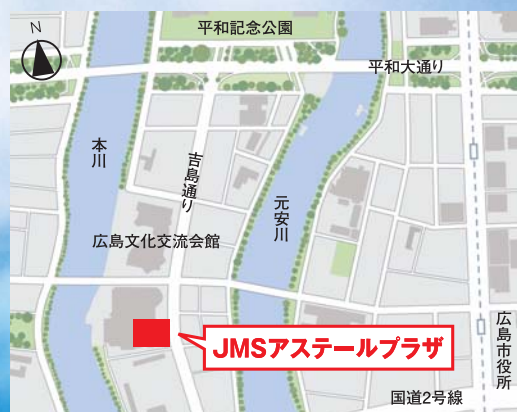 N
平和記念公園
平和大通り
本川
吉島通り
元安川
広島文化交流会館
JMSアステールプラザ
広島市役所
国道2号線